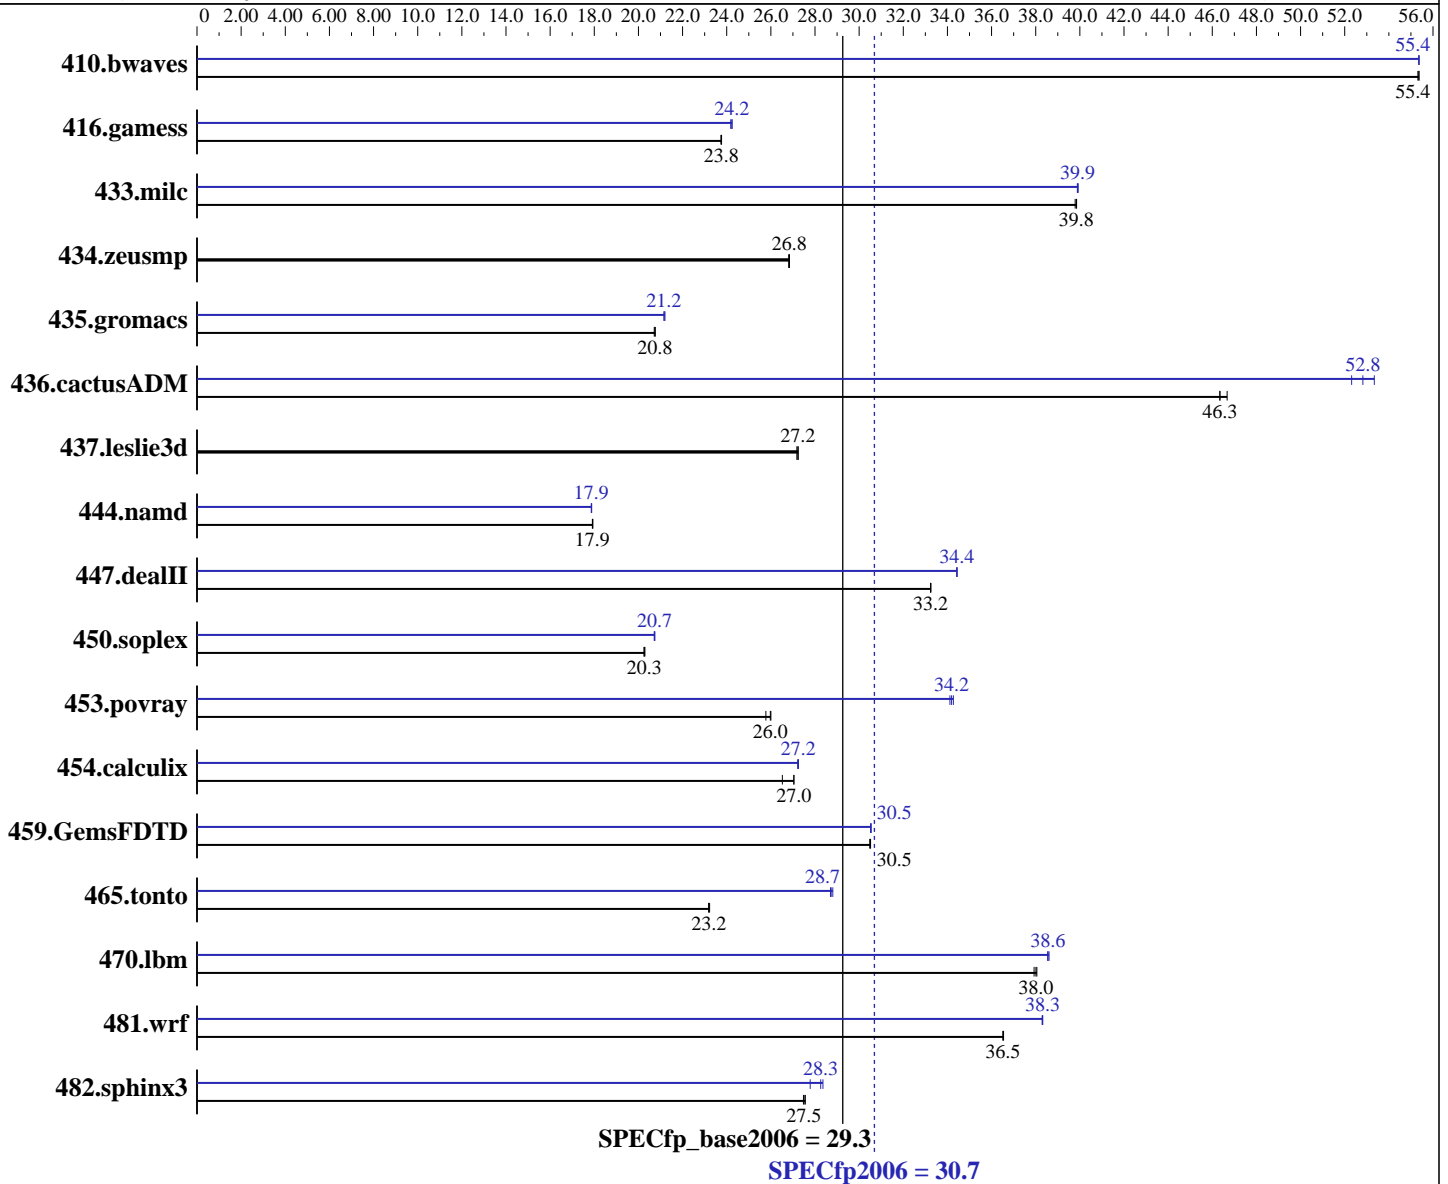 0 2.00 4.00 6.00 8.00 10.0 12.0 14.0 16.0 18.0 20.0 22.0 24.0 26.0 28.0 30.0 32.0 34.0 36.0 38.0 40.0 42.0 44.0 46.0 48.0 50.0 52.0 56.0
55.4
410.bwaves
55.4
24.2
416.gamess
23.8
39.9
433.milc
39.8
26.8
434.zeusmp
21.2
435.gromacs
20.8
52.8
436.cactusADM
46.3
27.2
437.leslie3d
17.9
444.namd
17.9
34.4
447.dealII
33.2
20.7
450.soplex
20.3
34.2
453.povray
26.0
27.2
454.calculix
27.0
30.5
459.GemsFDTD
30.5
28.7
465.tonto
23.2
38.6
470.lbm
38.0
38.3
481.wrf
36.5
28.3
482.sphinx3
27.5
SPECfp_base2006 = 29.3
SPECfp2006 = 30.7